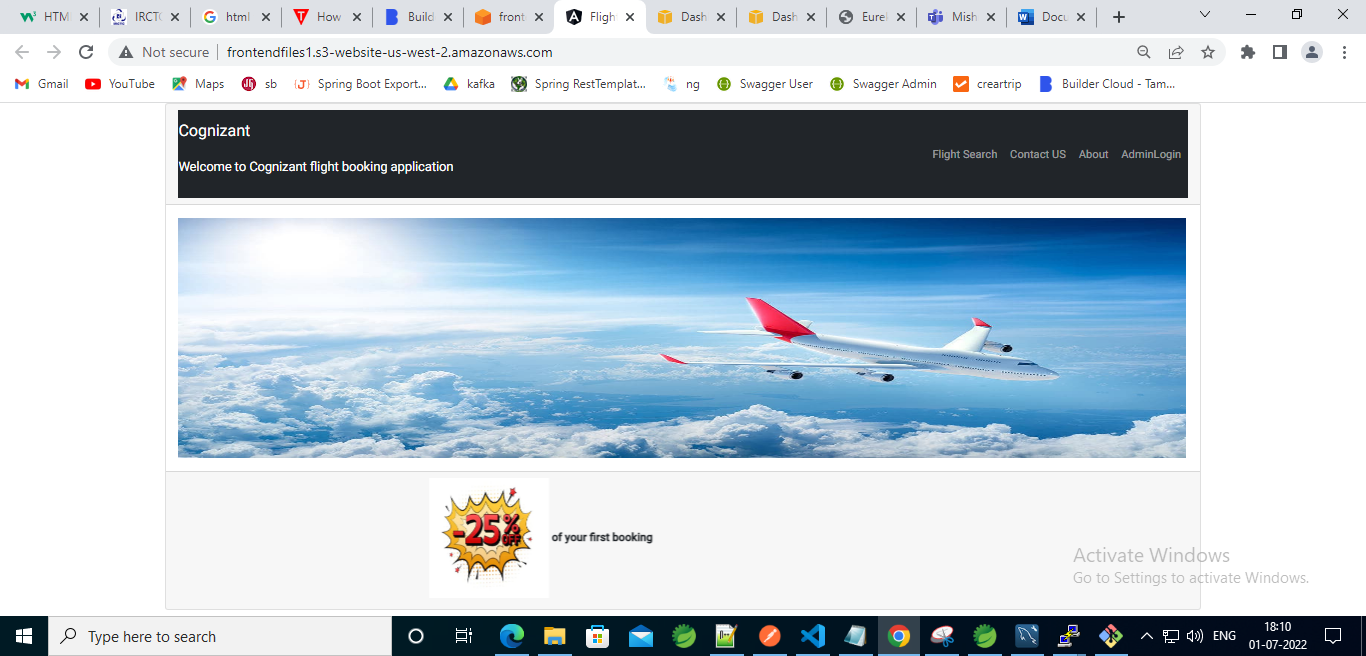 HTM
IRCT
html
How
Build
front
Fligh
Dash
Dash
Eure
Mish
Docu
Not secure
frontendfiles1.s3-website-us-west-2.amazonaws.com
Gmail
YouTube
Maps
sb
Spring Boot Export...
kafka
Spring RestTemplat...
ng
Swagger User
Swagger Admin
creartrip
Builder Cloud - Tam...
Cognizant
Welcome to Cognizant flight booking application
Flight Search
Contact US
About
AdminLogin
-25%
OFF
of your first booking
Activate Windows
Go to Settings to activate Windows.
Type here to search
ENG
18:10
01-07-2022